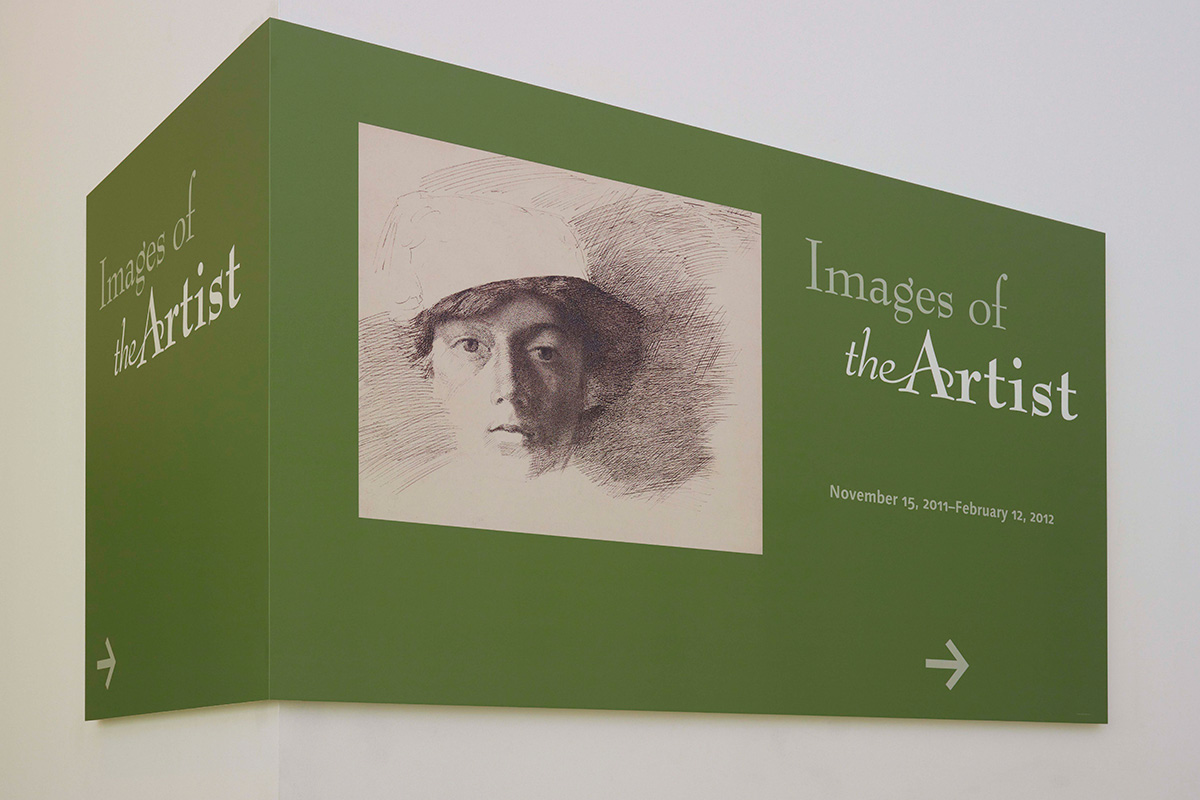 Images of
the Artist
Images of
the Artist
November 15, 2011–February 12, 2012